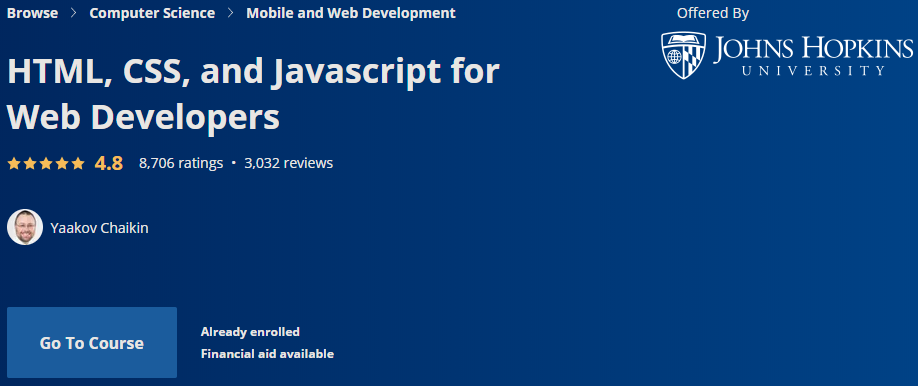 Browse > Computer Science > Mobile and Web Development
Offered By
JOHNS HOPKINS
UNIVERSITY
HTML, CSS, and Javascript for
Web Developers
4.8 8,706 ratings • 3,032 reviews
Yaakov Chaikin
Go To Course
Already enrolled
Financial aid available